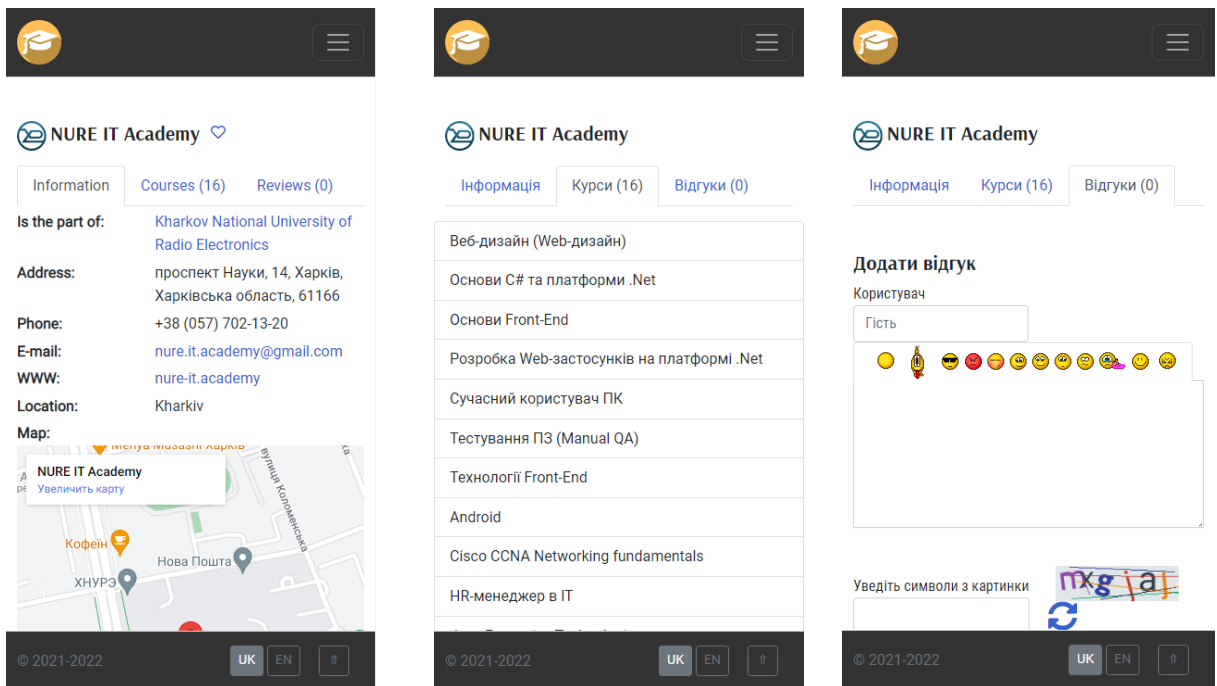 NURE IT Academy
Information
Courses (16)
Reviews (0)
Is the part of:
Kharkov National University of
Radio Electronics
Address:
проспект Науки, 14, Харків,
Харківська область, 61166
Phone:
+38 (057) 702-13-20
E-mail:
nure.it.academy@gmail.com
WWW:
nure-it.academy
Location:
Kharkiv
Map:
NURE IT Academy
Увеличить карту
вулиця Коломенська
Кофеїн
Нова Пошта
ХНУРЭ
© 2021-2022
UK
EN
⇑
NURE IT Academy
Інформація
Курси (16)
Відгуки (0)
Веб-дизайн (Web-дизайн)
Основи C# та платформи .Net
Основи Front-End
Розробка Web-застосунків на платформі .Net
Сучасний користувач ПК
Тестування ПЗ (Manual QA)
Технології Front-End
Android
Cisco CCNA Networking fundamentals
HR-менеджер в IT
© 2021-2022
UK
EN
⇑
NURE IT Academy
Інформація
Курси (16)
Відгуки (0)
Додати відгук
Користувач
Гість
Уведіть символи з картинки
mxg jaj
© 2021-2022
UK
EN
⇑